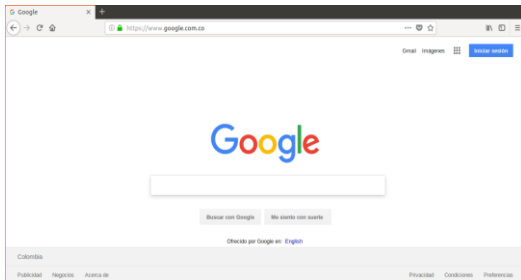 Google
https://www.google.com.co
Gmail Imágenes Iniciar sesión
Google
Buscar con Google Me siento con suerte
Ofrecido por Google en: English
Colombia
Publicidad Negocios Acerca de Privacidad Condiciones Preferencias